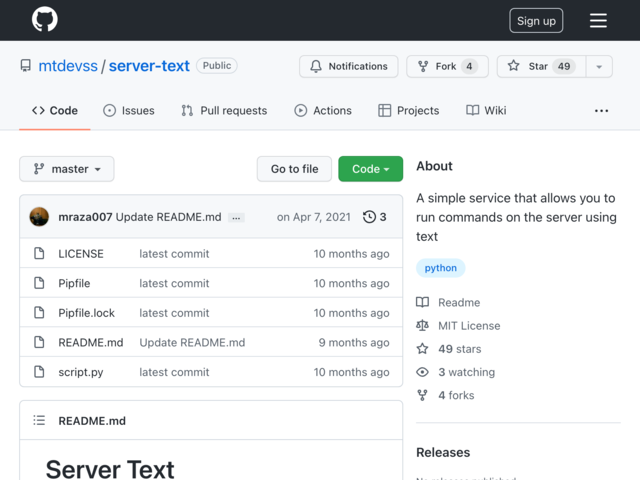 Sign up
mtdevss / server-text Public
Notifications Fork 4 Star 49
Code Issues Pull requests Actions Projects Wiki ...
master Go to file Code
mraza007 Update README.md ... on Apr 7, 2021 3
LICENSE latest commit 10 months ago
Pipfile latest commit 10 months ago
Pipfile.lock latest commit 10 months ago
README.md Update README.md 9 months ago
script.py latest commit 10 months ago
README.md
Server Text
About
A simple service that allows you to
run commands on the server using
text
python
Readme
MIT License
49 stars
3 watching
4 forks
Releases
No releases published